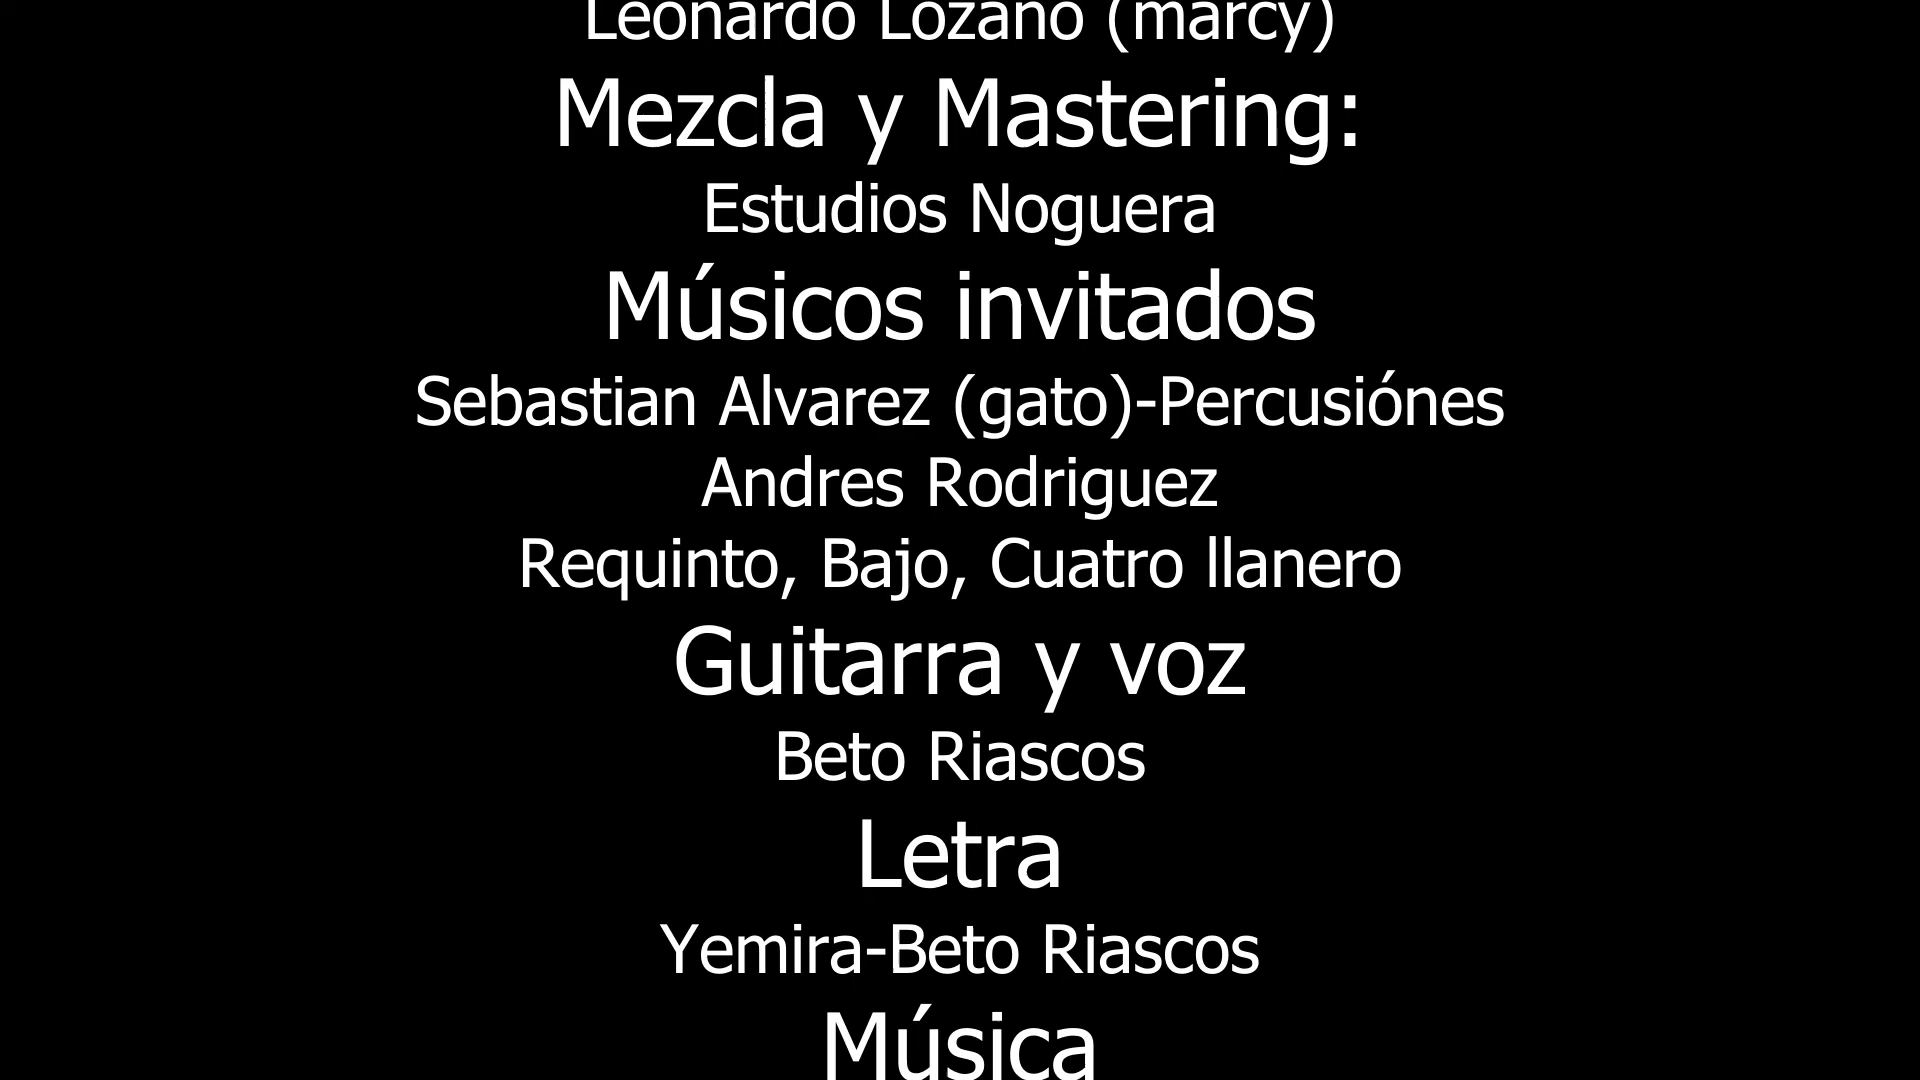 Leonardo Lozano (marcy)
Mezcla y Mastering:
Estudios Noguera
Músicos invitados
Sebastian Alvarez (gato)-Percusiónes
Andres Rodriguez
Requinto, Bajo, Cuatro llanero
Guitarra y voz
Beto Riascos
Letra
Yemira-Beto Riascos
Música